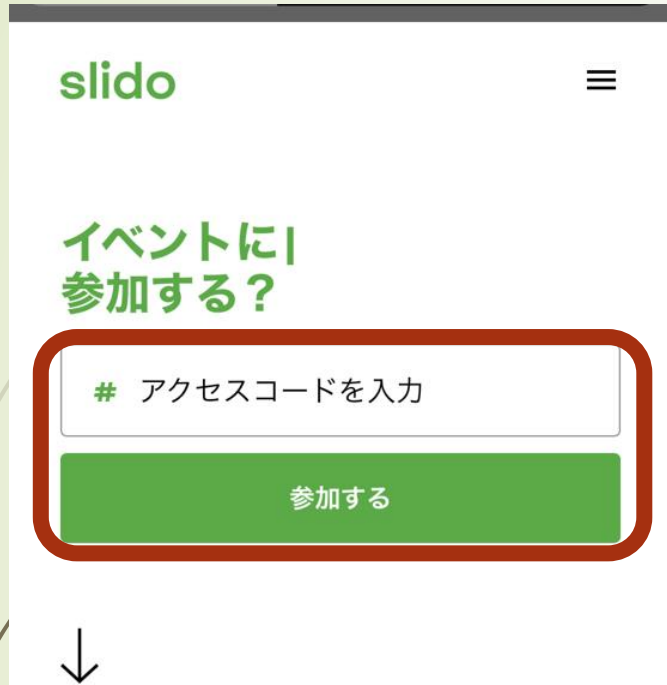 slido
イベントに|
参加する？
# アクセスコードを入力
参加する